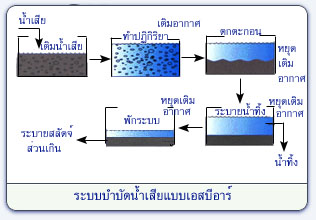 น้ำเสีย
เติมน้ำเสีย
เติมอากาศ
ทำปฏิกิริยา
ตกตะกอน
หยุด
เติม
อากาศ
หยุดเติม
อากาศ
ระบายน้ำทิ้ง
น้ำทิ้ง
หยุดเติม
อากาศ
พักระบบ
ระบายสลัดจ์
ส่วนเกิน
ระบบบำบัดน้ำเสียแบบเอสบีอาร์